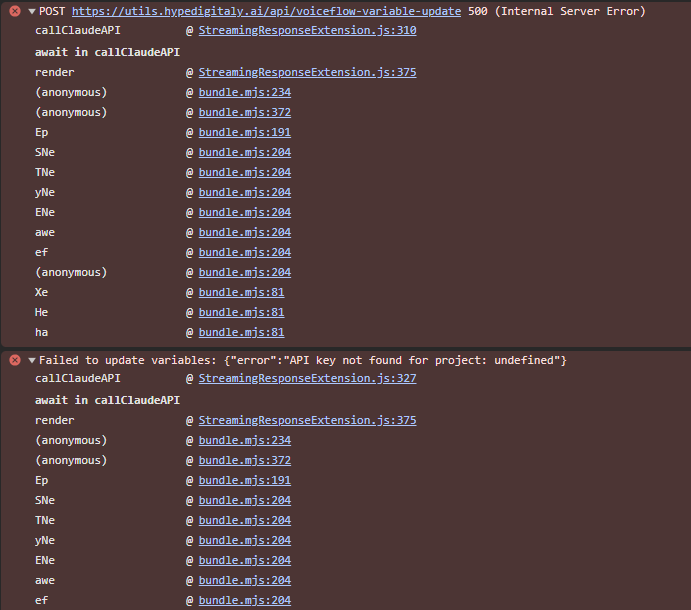 POST https://utils.hypedigitaly.ai/api/voiceflow-variable-update 500 (Internal Server Error)
callClaudeAPI @ StreamingResponseExtension.js:310
await in callClaudeAPI
render @ StreamingResponseExtension.js:375
(anonymous) @ bundle.mjs:234
(anonymous) @ bundle.mjs:372
Ep @ bundle.mjs:191
SNe @ bundle.mjs:204
TNe @ bundle.mjs:204
yNe @ bundle.mjs:204
ENe @ bundle.mjs:204
awe @ bundle.mjs:204
ef @ bundle.mjs:204
(anonymous) @ bundle.mjs:204
Xe @ bundle.mjs:81
He @ bundle.mjs:81
ha @ bundle.mjs:81
Failed to update variables: {"error":"API key not found for project: undefined"}
callClaudeAPI @ StreamingResponseExtension.js:327
await in callClaudeAPI
render @ StreamingResponseExtension.js:375
(anonymous) @ bundle.mjs:234
(anonymous) @ bundle.mjs:372
Ep @ bundle.mjs:191
SNe @ bundle.mjs:204
TNe @ bundle.mjs:204
yNe @ bundle.mjs:204
ENe @ bundle.mjs:204
awe @ bundle.mjs:204
ef @ bundle.mjs:204